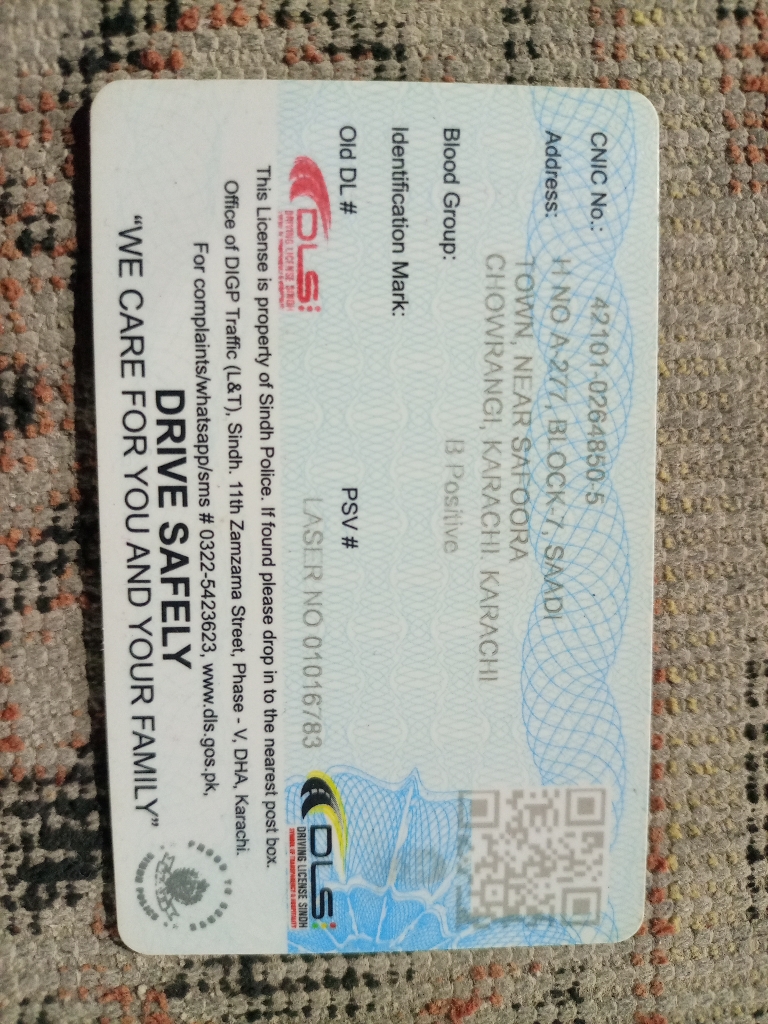 CNIC No.: 42101-0264850-5
Address: H NO A-277, BLOCK-7, SAADI
TOWN, NEAR SAFOORA
CHOWRANGI, KARACHI. KARACHI
Blood Group: B Positive
Identification Mark:
Old DL # PSV #
LASER NO 01016783
DLS
DRIVING LICENSE SINDH
DLS
DRIVING LICENSE SINDH
This License is property of Sindh Police. If found please drop in to the nearest post box.
Office of DIGP Traffic (L&T), Sindh. 11th Zamzama Street, Phase - V, DHA, Karachi.
For complaints/whatsapp/sms # 0322-5423623, www.dls.gos.pk,
DRIVE SAFELY
“WE CARE FOR YOU AND YOUR FAMILY”